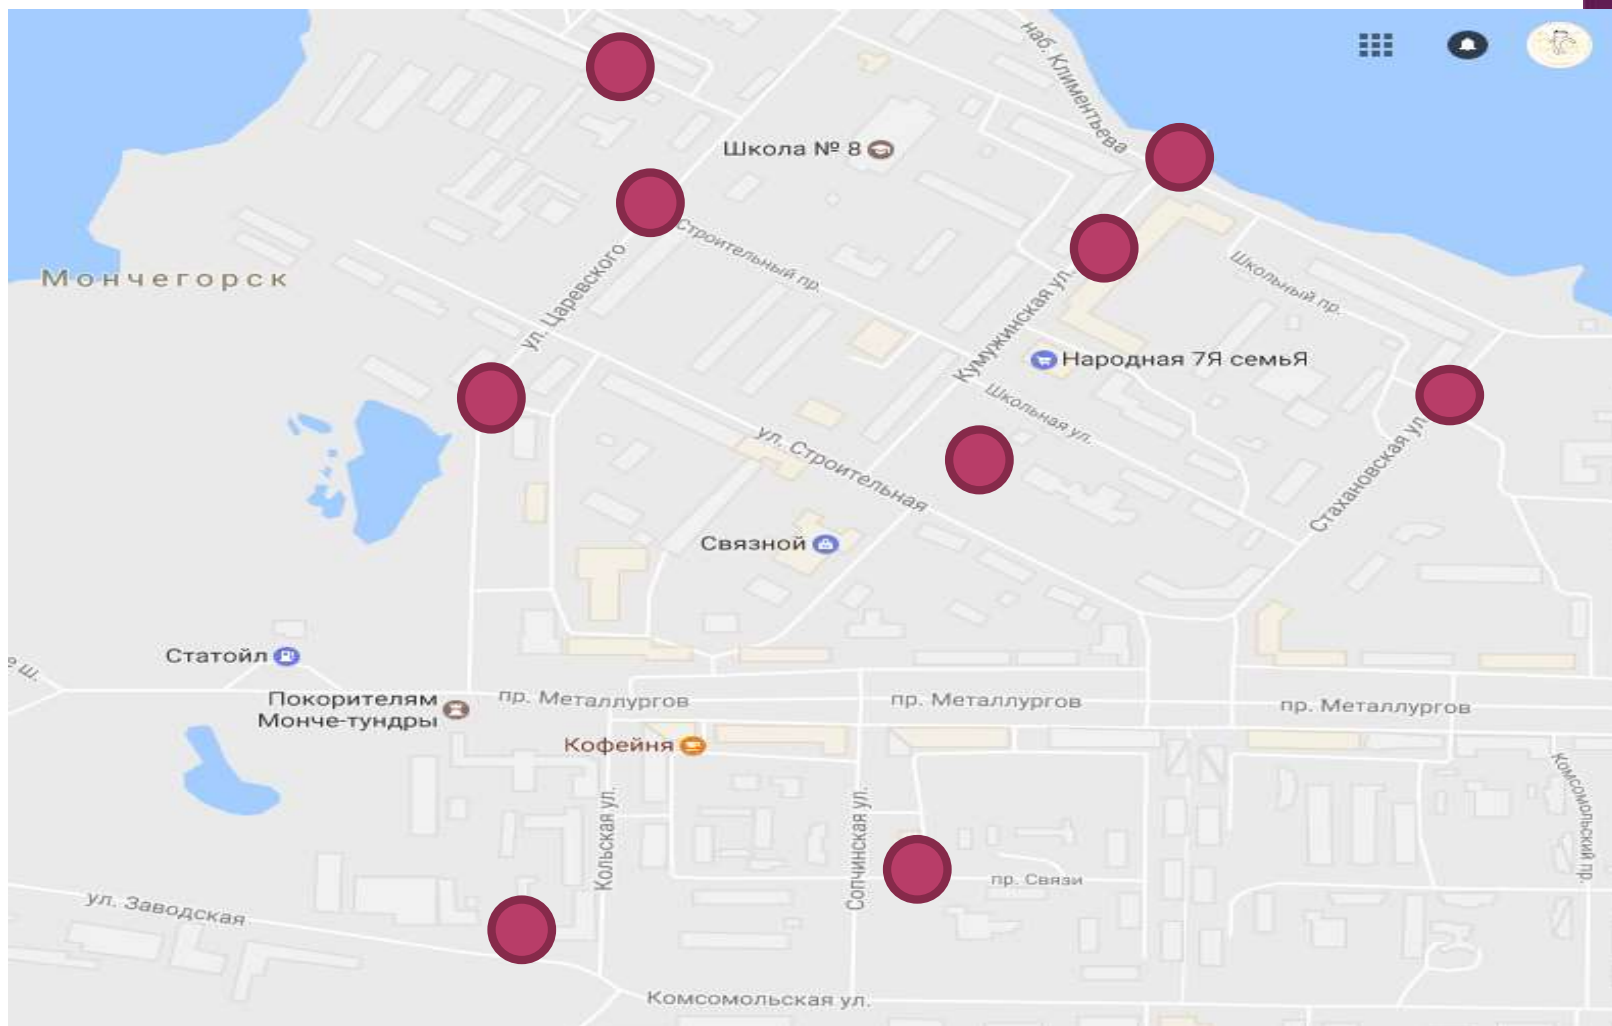 наб. Климентьева
Школа № 8
Строительный пр.
Мончегорск
ул. Царевского
Школьный пр.
Кумужинская ул.
Народная 7Я семьЯ
Школьная ул.
ул. Строительная
Стахановская ул.
Связной
Статойл
е ш.
Покорителям
Монче-тундры
пр. Металлургов
пр. Металлургов
пр. Металлургов
Кофейня
Комсомольский пр.
Кольская ул.
Сопчинская ул.
пр. Связи
ул. Заводская
Комсомольская ул.